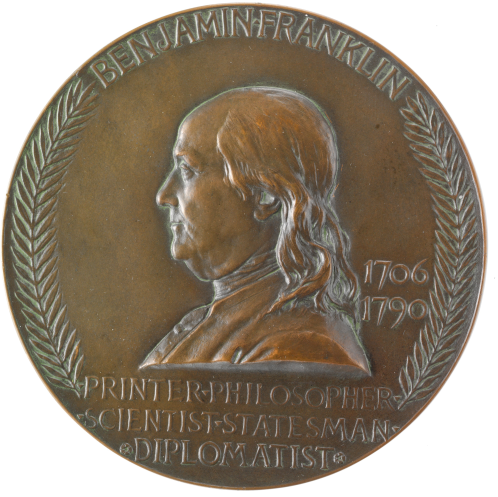 BENJAMIN·FRANKLIN
1706
1790
PRINTER·PHILOSOPHER
·SCIENTIST·STATESMAN·
DIPLOMATIST